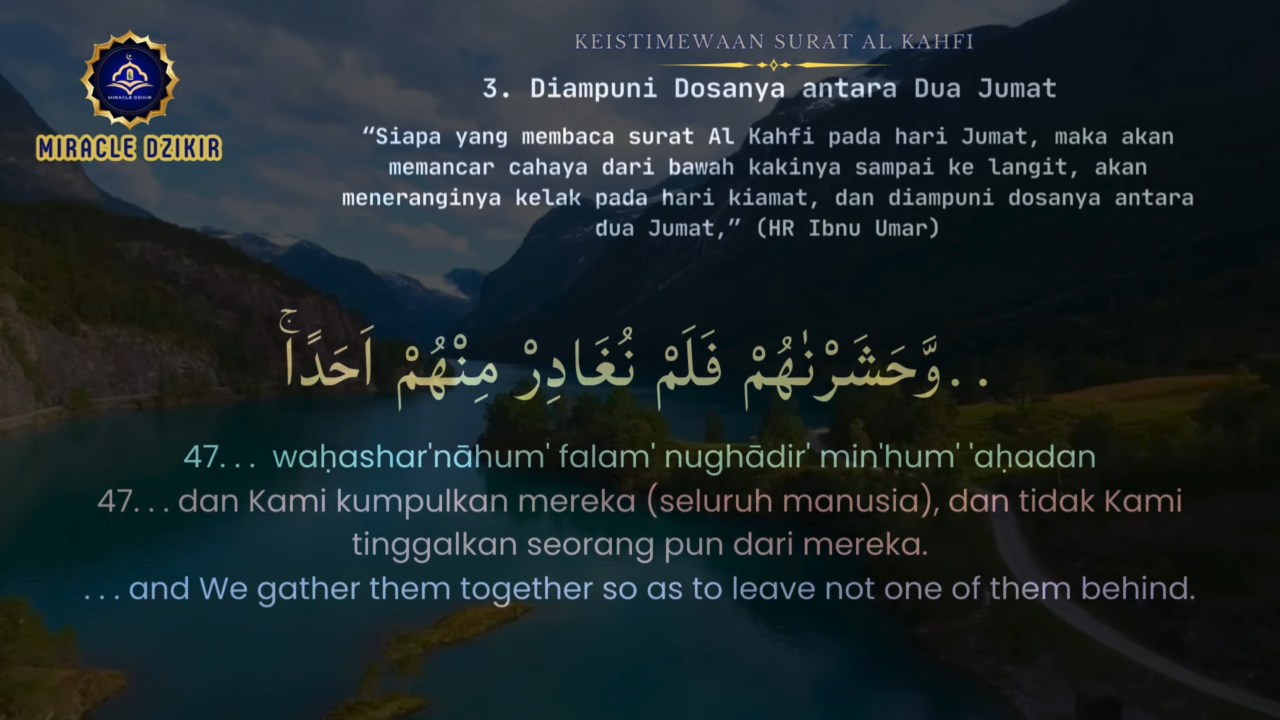 KEISTIMEWAAN SURAT AL KAHFI
3. Diampuni Dosanya antara Dua Jumat
“Siapa yang membaca surat Al Kahfi pada hari Jumat, maka akan
memancar cahaya dari bawah kakinya sampai ke langit, akan
meneranginya kelak pada hari kiamat, dan diampuni dosanya antara
dua Jumat,” (HR Ibnu Umar)
MIRACLE DZIKIR
MIRACLE DZIKIR
..وَّحَشَرْنٰهُمْ فَلَمْ نُغَادِرْ مِنْهُمْ اَحَدًاۚ
47. . . waḥashar'nāhum' falam' nughādir' min'hum' 'aḥadan
47. . . dan Kami kumpulkan mereka (seluruh manusia), dan tidak Kami
tinggalkan seorang pun dari mereka.
. . . and We gather them together so as to leave not one of them behind.